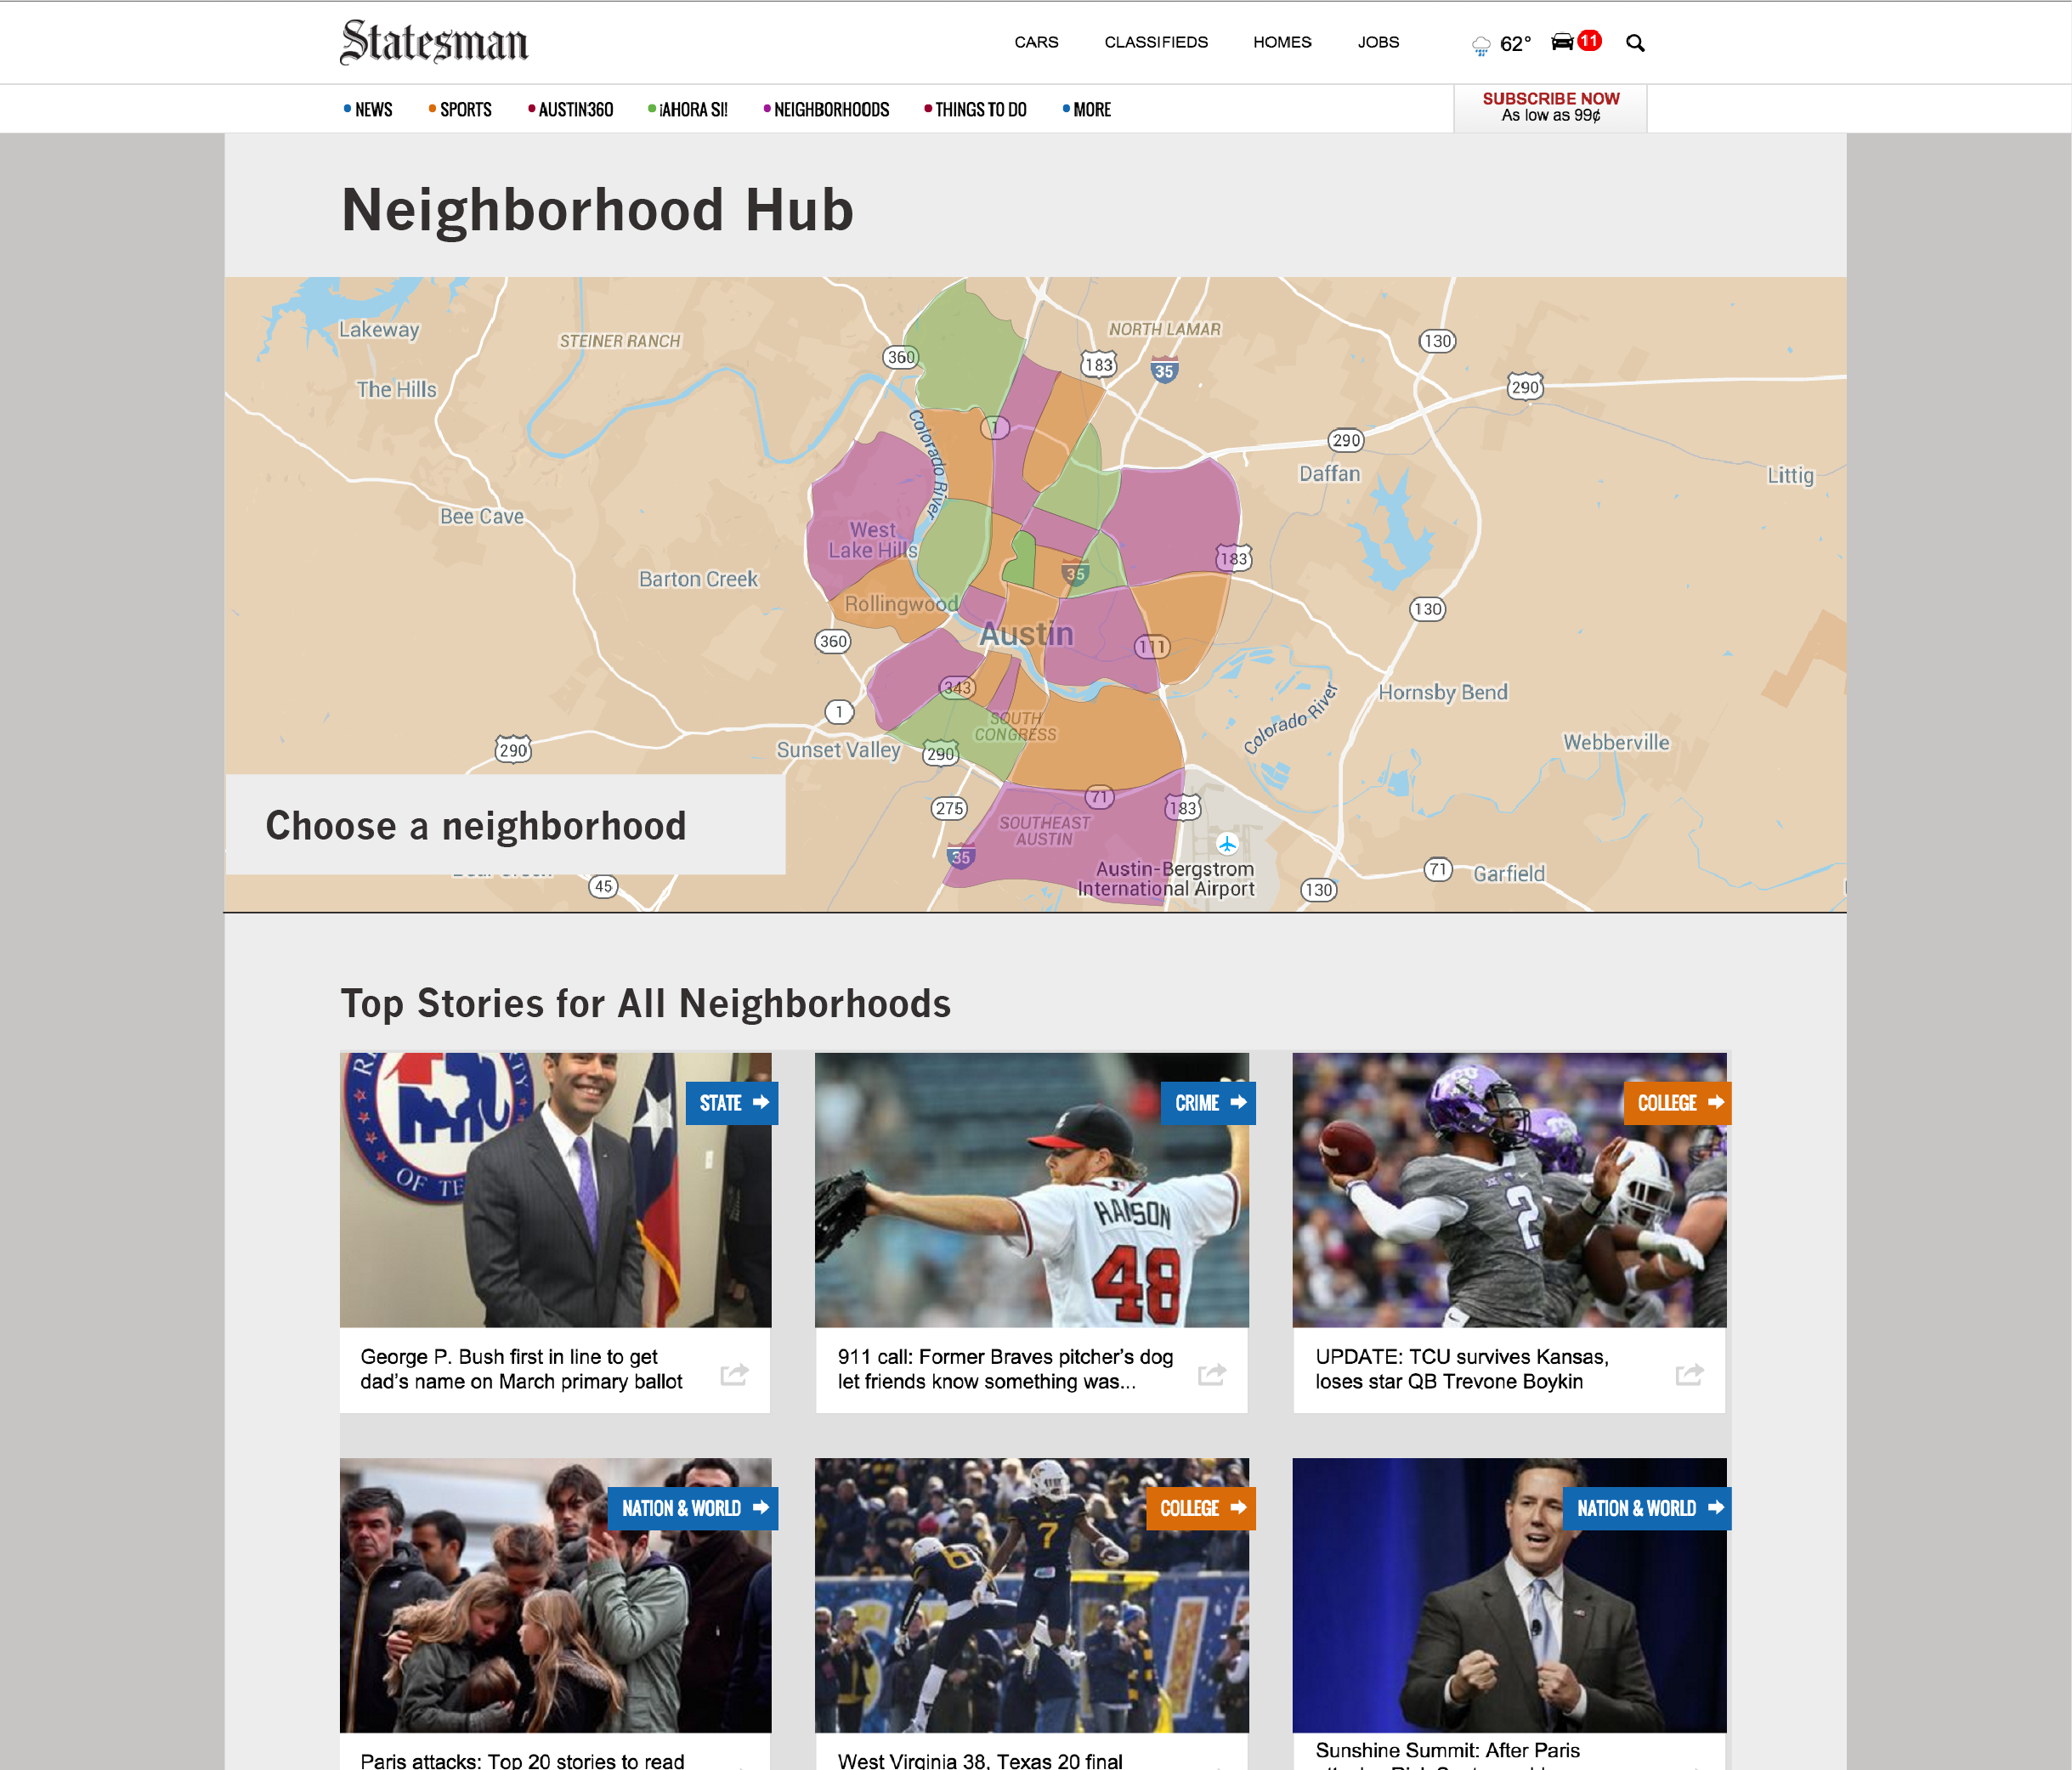 Statesman
CARS CLASSIFIEDS HOMES JOBS 62° 11
NEWS SPORTS AUSTIN360 ¡AHORA SI! NEIGHBORHOODS THINGS TO DO MORE
SUBSCRIBE NOW
As low as 99¢
Neighborhood Hub
Lakeway
STEINER RANCH
NORTH LAMAR
130
360
183
35
The Hills
290
1
Colorado River
290
Daffan
Littig
Bee Cave
West
Lake Hills
183
Barton Creek
35
Rollingwood
130
Austin
360
111
343
Hornsby Bend
1
SOUTH
CONGRESS
Colorado River
290
Sunset Valley
290
Webberville
71
275
183
Choose a neighborhood
SOUTHEAST
AUSTIN
35
Austin-Bergstrom
International Airport
71
Garfield
45
130
Top Stories for All Neighborhoods
STATE
CRIME
COLLEGE
OF TE
HANSON
48
2
George P. Bush first in line to get
dad's name on March primary ballot
911 call: Former Braves pitcher's dog
let friends know something was...
UPDATE: TCU survives Kansas,
loses star QB Trevone Boykin
NATION & WORLD
COLLEGE
NATION & WORLD
7
8
Paris attacks: Top 20 stories to read
West Virginia 38, Texas 20 final
Sunshine Summit: After Paris